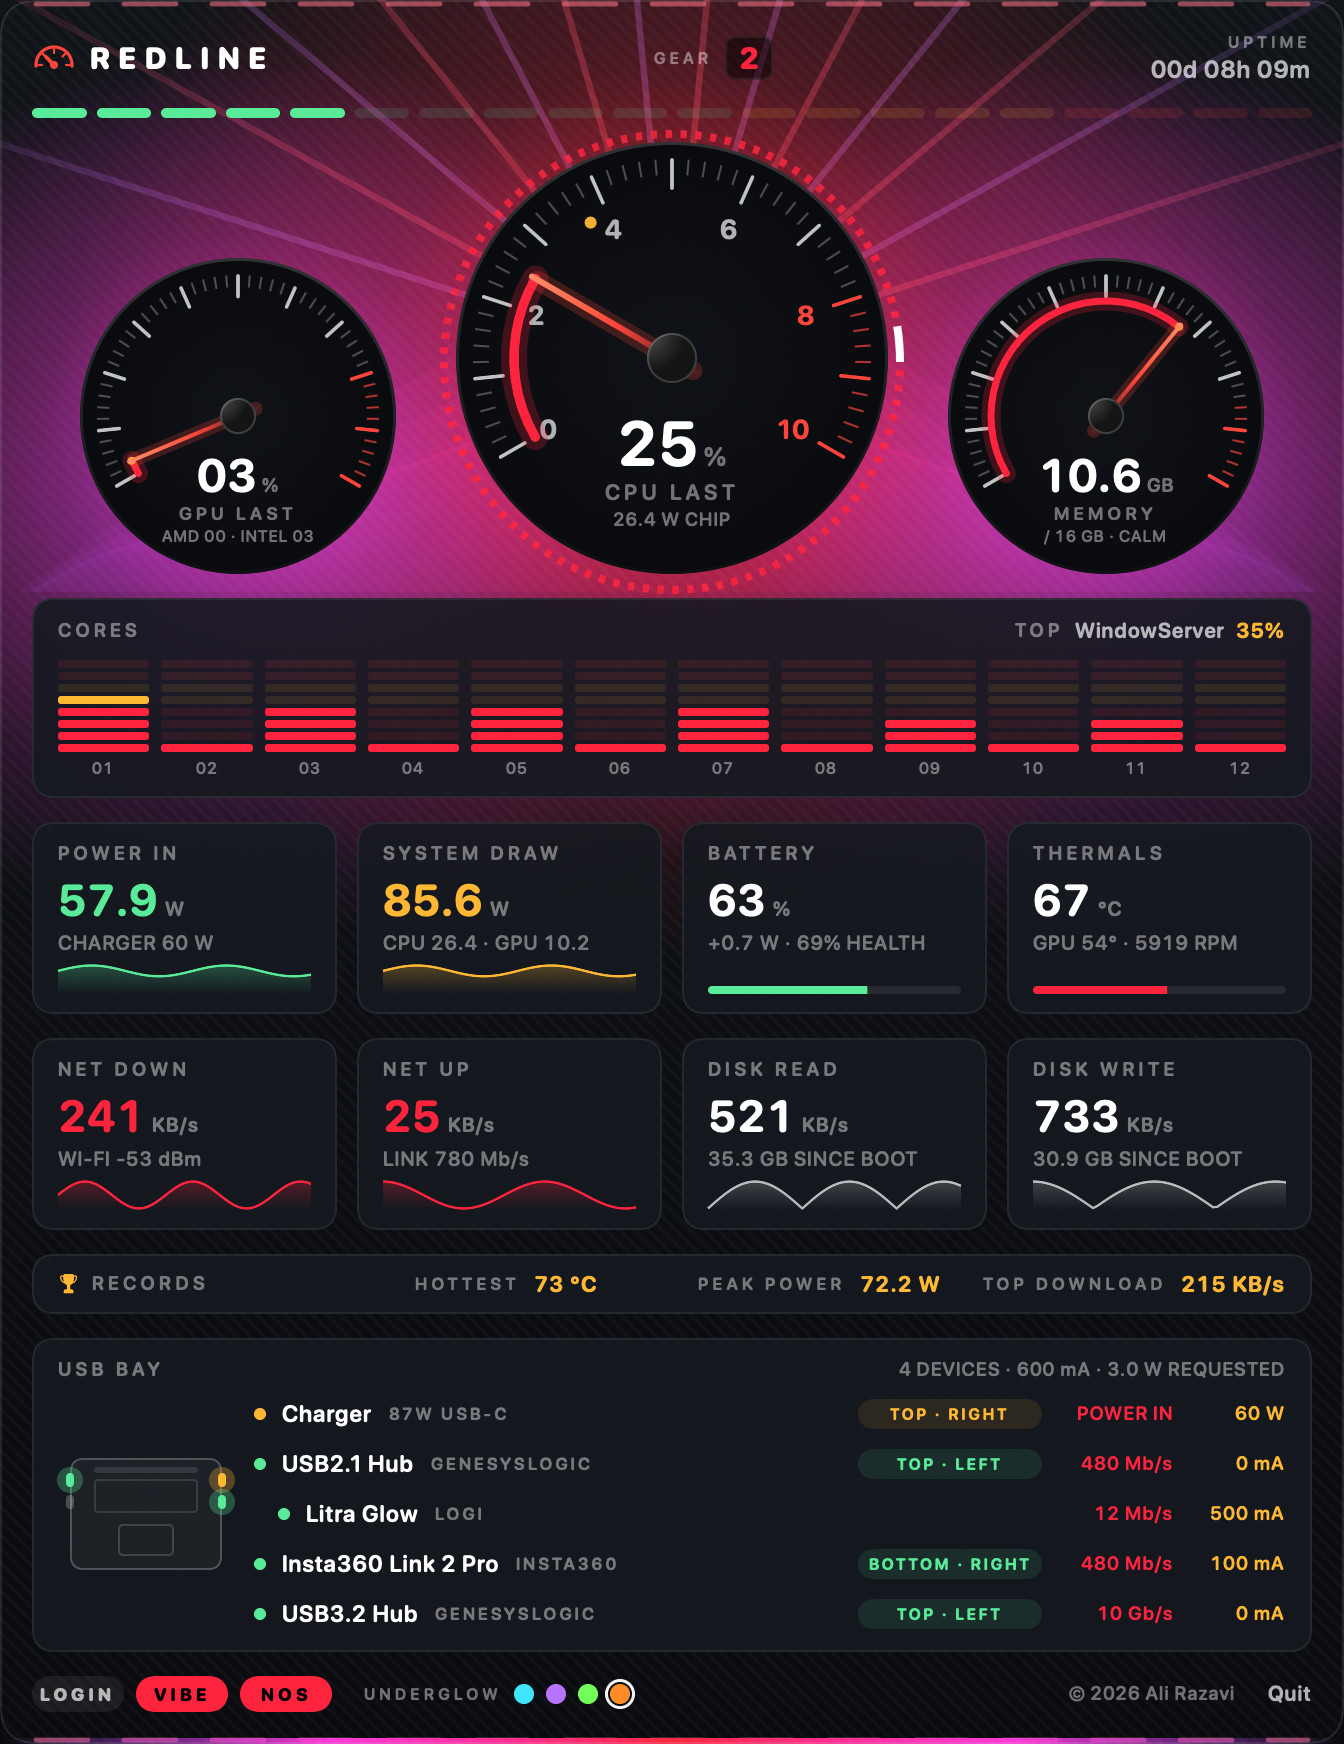 REDLINE
GEAR 2
UPTIME
00d 08h 09m
4 6
2 8
0 10
25 %
CPU LAST
26.4 W CHIP
03 %
GPU LAST
AMD 00 · INTEL 03
10.6 GB
MEMORY
/ 16 GB · CALM
CORES TOP WindowServer 35%
01 02 03 04 05 06 07 08 09 10 11 12
POWER IN
57.9 W
CHARGER 60 W
SYSTEM DRAW
85.6 W
CPU 26.4 · GPU 10.2
BATTERY
63 %
+0.7 W · 69% HEALTH
THERMALS
67 °C
GPU 54° · 5919 RPM
NET DOWN
241 KB/s
WI-FI -53 dBm
NET UP
25 KB/s
LINK 780 Mb/s
DISK READ
521 KB/s
35.3 GB SINCE BOOT
DISK WRITE
733 KB/s
30.9 GB SINCE BOOT
RECORDS HOTTEST 73 °C PEAK POWER 72.2 W TOP DOWNLOAD 215 KB/s
USB BAY 4 DEVICES · 600 mA · 3.0 W REQUESTED
Charger 87W USB-C TOP · RIGHT POWER IN 60 W
USB2.1 Hub GENESYSLOGIC TOP · LEFT 480 Mb/s 0 mA
Litra Glow LOGI 12 Mb/s 500 mA
Insta360 Link 2 Pro INSTA360 BOTTOM · RIGHT 480 Mb/s 100 mA
USB3.2 Hub GENESYSLOGIC TOP · LEFT 10 Gb/s 0 mA
LOGIN VIBE NOS UNDERGLOW © 2026 Ali Razavi Quit